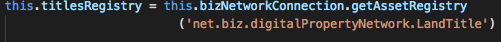 this.titlesRegistry = this.bizNetworkConnection.getAssetRegistry
('net.biz.digitalPropertyNetwork.LandTitle')